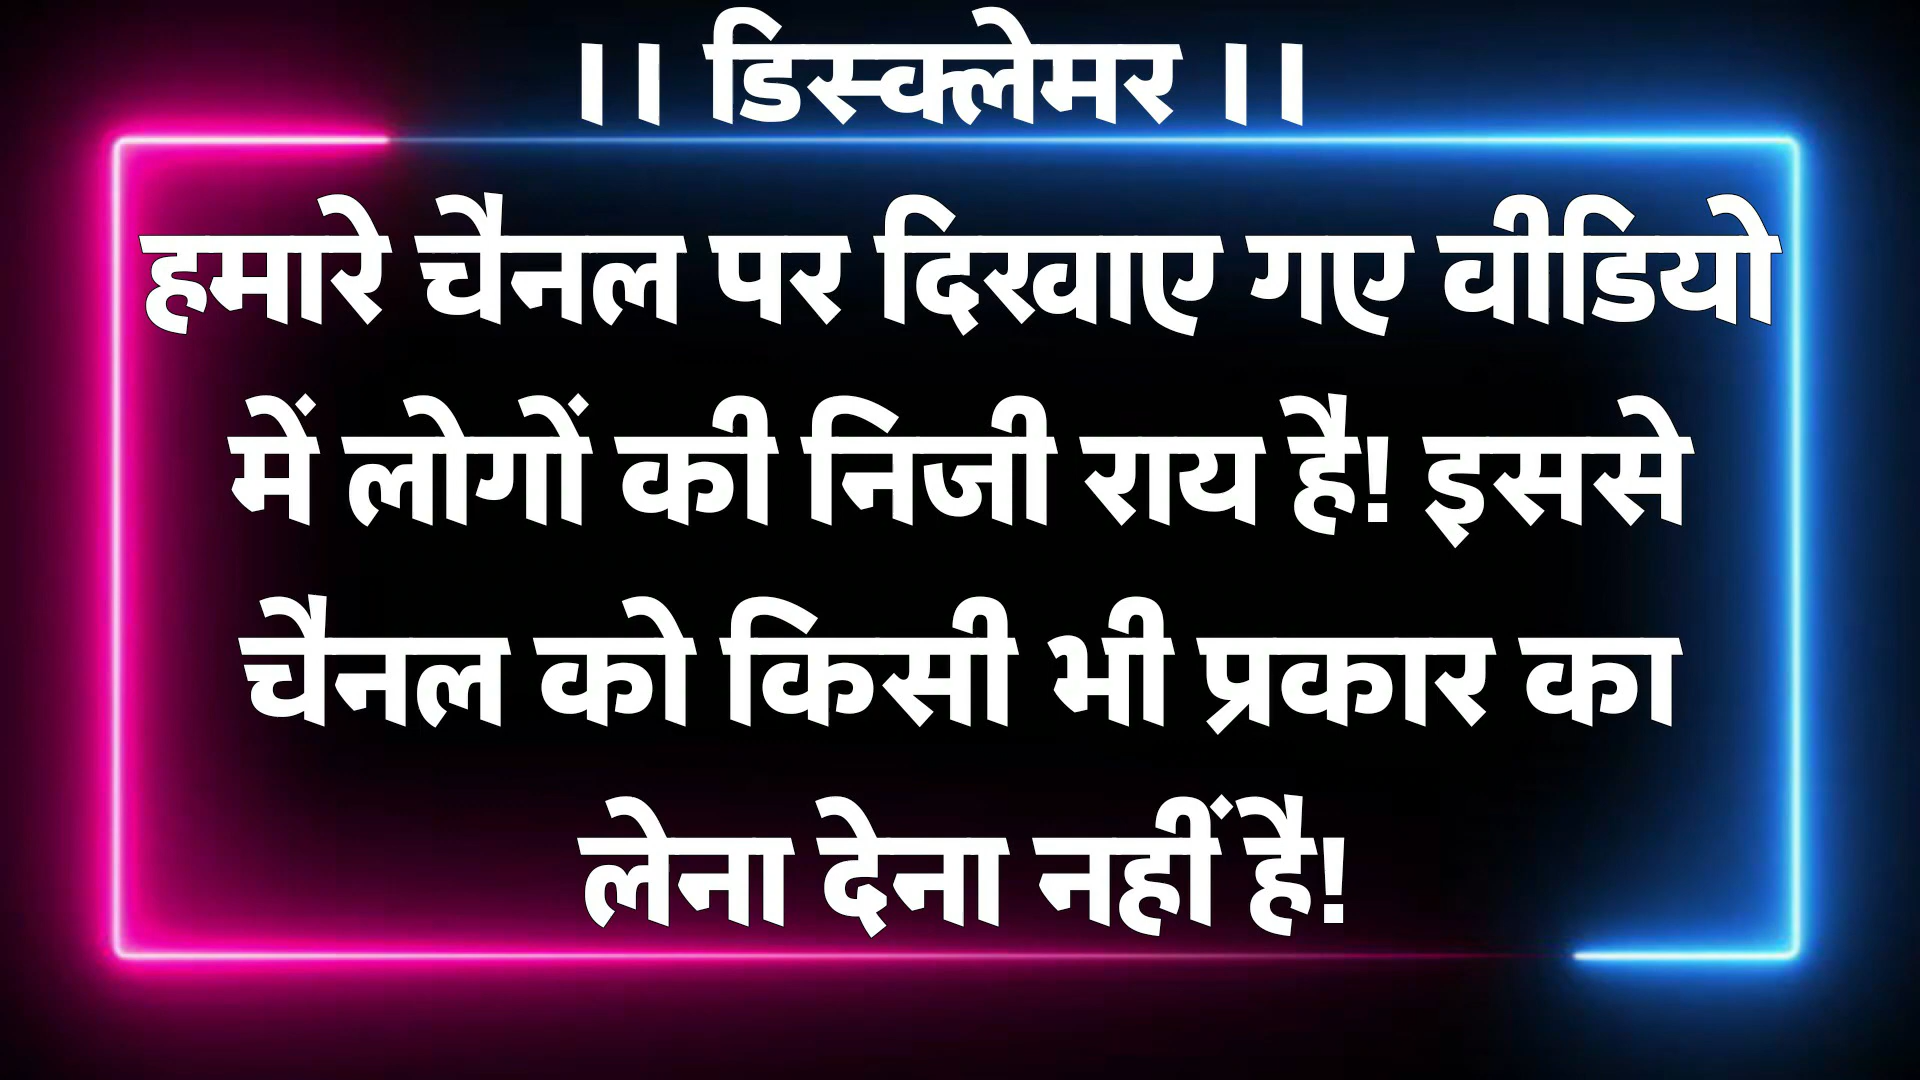 ।। डिस्क्लेमर ।।
हमारे चैनल पर दिखाए गए वीडियो
में लोगों की निजी राय है! इससे
चैनल को किसी भी प्रकार का
लेना देना नहीं है!